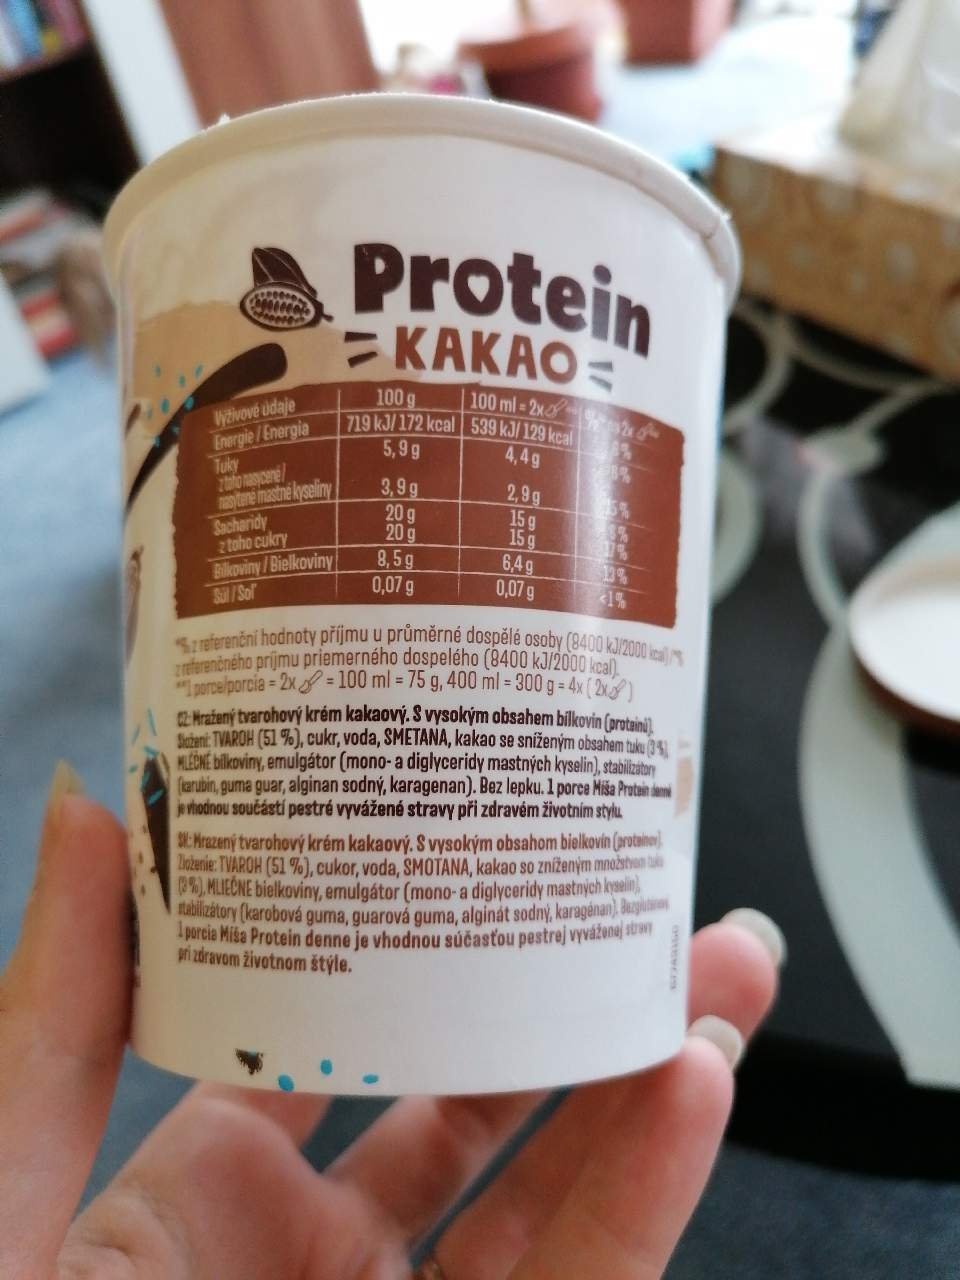 Protein
KAKAO
Výživové údaje 100 g 100 ml = 2x
Energie / Energia 719 kJ/ 172 kcal 539 kJ/ 129 kcal 6%
Tuky 5,9 g 4,4 g 6%
z toho nasycené /
nasýtené mastné kyseliny 3,9 g 2,9 g 15%
Sacharidy 20 g 15 g 6%
z toho cukry 20 g 15 g 17%
Bílkoviny / Bielkoviny 8,5 g 6,4 g 13%
Sůl / Soľ 0,07 g 0,07 g <1%
*% z referenční hodnoty příjmu u průměrné dospělé osoby (8400 kJ/2000 kcal)/*%
z referenčného príjmu priemerného dospelého (8400 kJ/2000 kcal).
**1 porce/porcia = 2x = 100 ml = 75 g, 400 ml = 300 g = 4x ( 2x )
CZ: Mražený tvarohový krém kakaový. S vysokým obsahem bílkovin (proteinů).
Složení: TVAROH (51 %), cukr, voda, SMETANA, kakao se sníženým obsahem tuku (3 %),
MLÉČNÉ bílkoviny, emulgátor (mono- a diglyceridy mastných kyselin), stabilizátory
(karubin, guma guar, alginan sodný, karagenan). Bez lepku. 1 porce Míša Protein denně
je vhodnou součástí pestré vyvážené stravy při zdravém životním stylu.
SK: Mrazený tvarohový krém kakaový. S vysokým obsahom bielkovín (proteínov).
Zloženie: TVAROH (51 %), cukor, voda, SMOTANA, kakao so zníženým množstvom tuku
(3 %), MLIEČNE bielkoviny, emulgátor (mono- a diglyceridy mastných kyselín),
stabilizátory (karobová guma, guarová guma, alginát sodný, karagénan). Bezgluténový.
1 porcia Míša Protein denne je vhodnou súčasťou pestrej vyváženej stravy
pri zdravom životnom štýle.